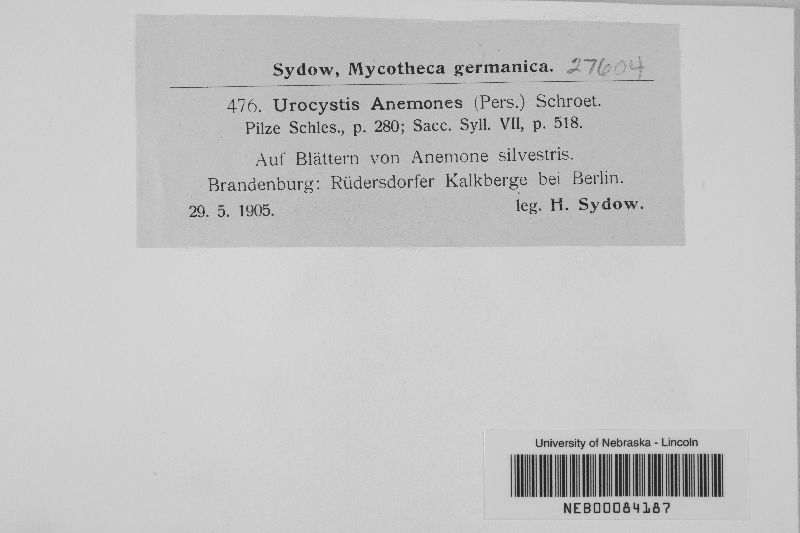 Sydow, Mycotheca germanica. 27604
476. Urocystis Anemones (Pers.) Schroet.
Pilze Schles., p. 280; Sacc. Syll. VII, p. 518.
Auf Blättern von Anemone silvestris.
Brandenburg: Rüdersdorfer Kalkberge bei Berlin.
29. 5. 1905. leg. H. Sydow.
University of Nebraska - Lincoln
NEB00084187